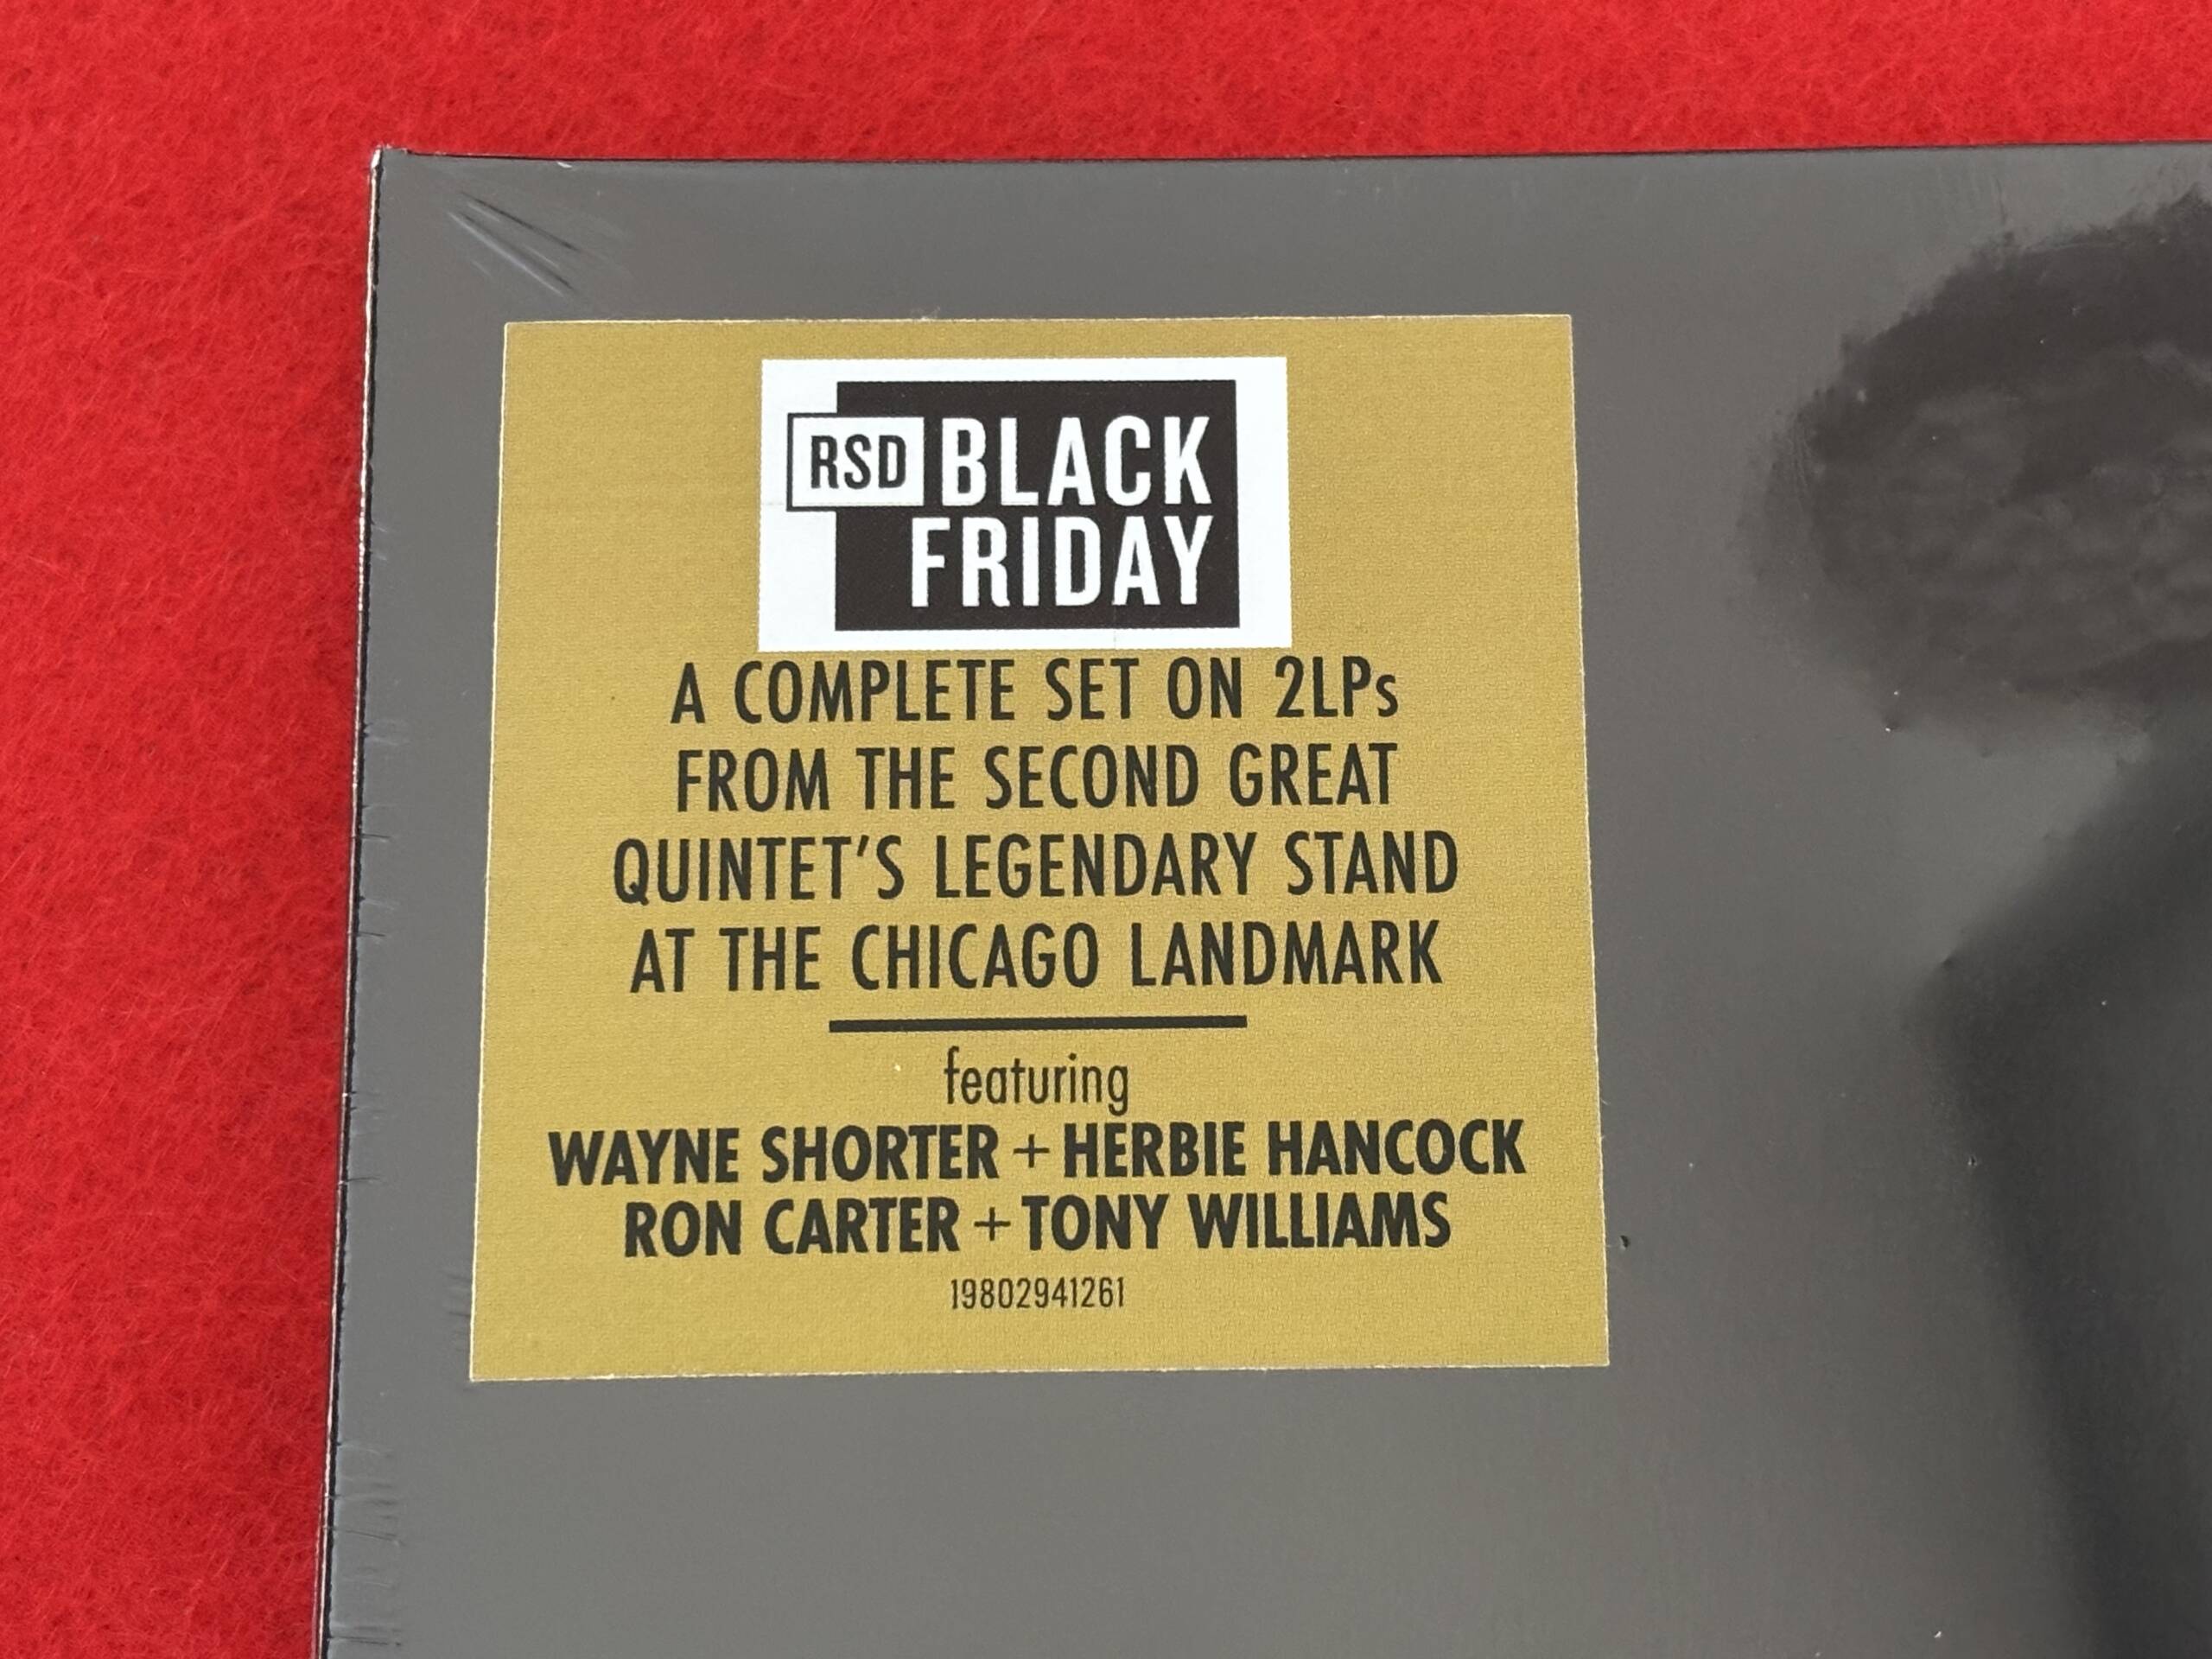 RSD BLACK
FRIDAY
A COMPLETE SET ON 2LPs
FROM THE SECOND GREAT
QUINTET'S LEGENDARY STAND
AT THE CHICAGO LANDMARK
featuring
WAYNE SHORTER + HERBIE HANCOCK
RON CARTER + TONY WILLIAMS
19802941261